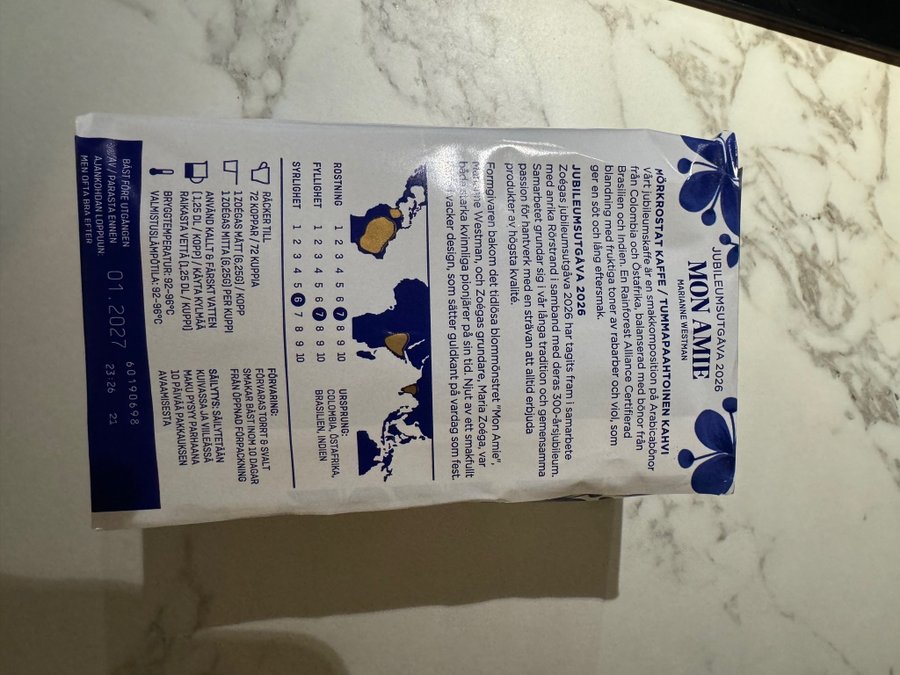 JUBILEUMSUTGÅVA 2026
MON AMIE
MARIANNE WESTMAN
MÖRKROSTAT KAFFE / TUMMAPAAHTOINEN KAHVI
Vårt jubileumskaffe är en smakkomposition på Arabicabönor
från Colombia och Östafrika, balanserad med bönor från
Brasilien och Indien. En Rainforest Alliance Certifierad
blandning med fruktiga toner av rabarber och viol, som
ger en söt och lång eftersmak.
JUBILEUMSUTGÅVA 2026
Zoégas jubileumsutgåva 2026 har tagits fram i samarbete
med anrika Rörstrand i samband med deras 300-årsjubileum.
Samarbetet grundar sig i vår långa tradition och gemensamma
passion för hantverk med en strävan att alltid erbjuda
produkter av högsta kvalité.
Formgivaren bakom det tidlösa blommönstret "Mon Amie",
Marianne Westman, och Zoégas grundare, Maria Zoéga, var
båda starka kvinnliga pionjärer på sin tid. Njut av ett smakfullt
kaffe i vacker design, som sätter guldkant på vardag som fest.
ROSTNING 1 2 3 4 5 6 7 8 9 10
FYLLIGHET 1 2 3 4 5 6 7 8 9 10
SYRLIGHET 1 2 3 4 5 6 7 8 9 10
URSPRUNG:
COLOMBIA, ÖSTAFRIKA,
BRASILIEN, INDIEN
RÄCKER TILL
72 KOPPAR / 72 KUPPIA
1 ZOÉGAS MÅTT (6,25G) / KOPP
1 ZOÉGAS MITTA (6,25G) PER KUPPI
ANVÄND KALLT & FÄRSKT VATTEN
(1,25 DL / KOPP) / KÄYTÄ KYLMÄÄ
RAIKASTA VETTÄ (1,25 DL / KUPPI)
BRYGGTEMPERATUR: 92-96°C
VALMISTUSLÄMPÖTILA: 92-96°C
FÖRVARING:
FÖRVARAS TORRT & SVALT
SMAKAR BÄST INOM 10 DAGAR
FRÅN ÖPPNAD FÖRPACKNING
SÄILYTYS: SÄILYTETÄÄN
KUIVASSA JA VIILEÄSSÄ
MAKU PYSYY PARHAANA
10 PÄIVÄÄ PAKKAUKSEN
AVAAMISESTA
BÄST FÖRE UTGÅNGEN
AV / PARASTA ENNEN
AJANKOHDAN LOPPUUN:
MEN OFTA BRA EFTER
01.2027 60190698
23:26 21